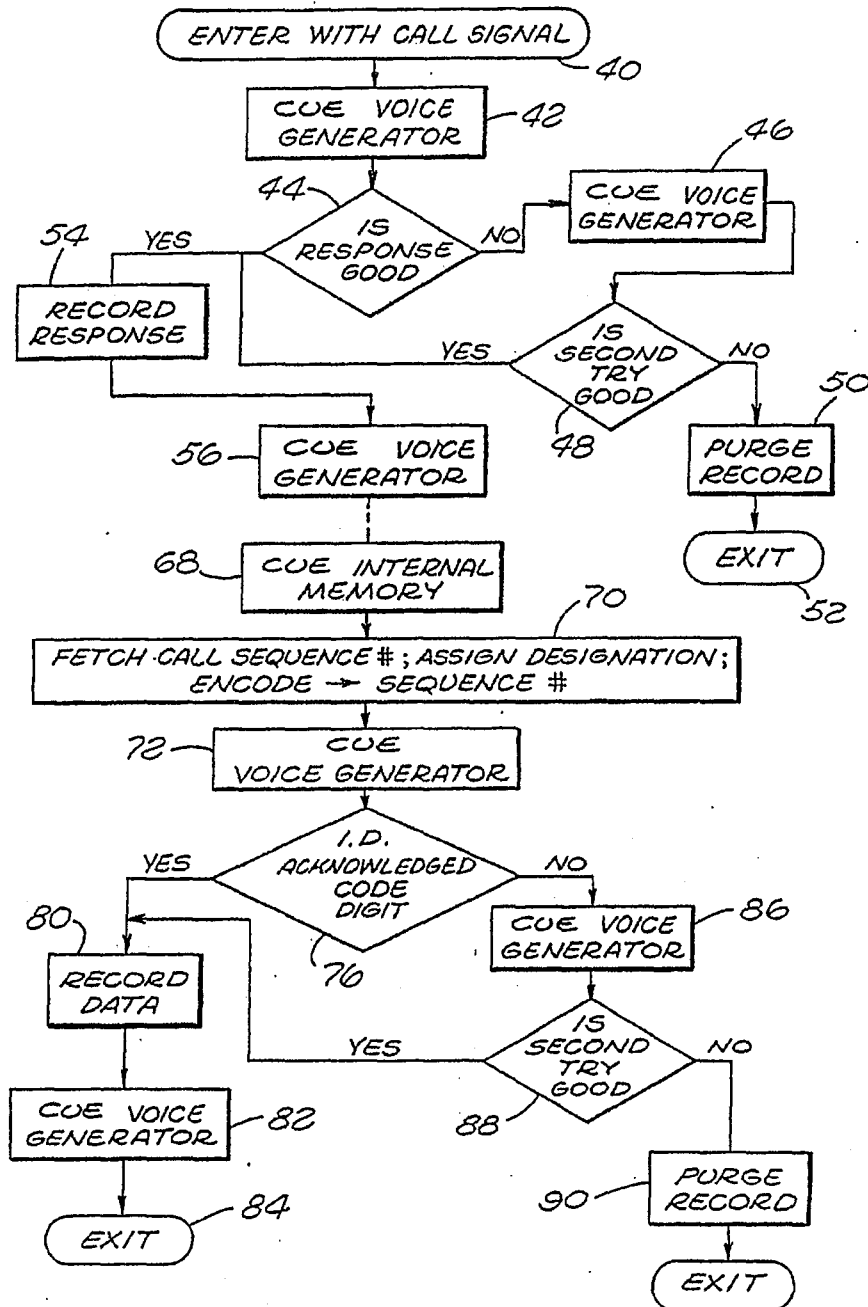 ENTER WITH CALL SIGNAL
40
CUE VOICE
GENERATOR
42
44
IS
RESPONSE
GOOD
YES
NO
46
CUE VOICE
GENERATOR
54
RECORD
RESPONSE
IS
SECOND
TRY
GOOD
YES
NO
48
50
PURGE
RECORD
EXIT
52
56
CUE VOICE
GENERATOR
68
CUE INTERNAL
MEMORY
70
FETCH CALL SEQUENCE #; ASSIGN DESIGNATION;
ENCODE → SEQUENCE #
72
CUE
VOICE GENERATOR
I.D.
ACKNOWLEDGED
CODE
DIGIT
YES
NO
76
80
RECORD
DATA
86
CUE VOICE
GENERATOR
IS
SECOND
TRY
GOOD
YES
NO
88
CUE VOICE
GENERATOR
82
EXIT
84
90
PURGE
RECORD
EXIT